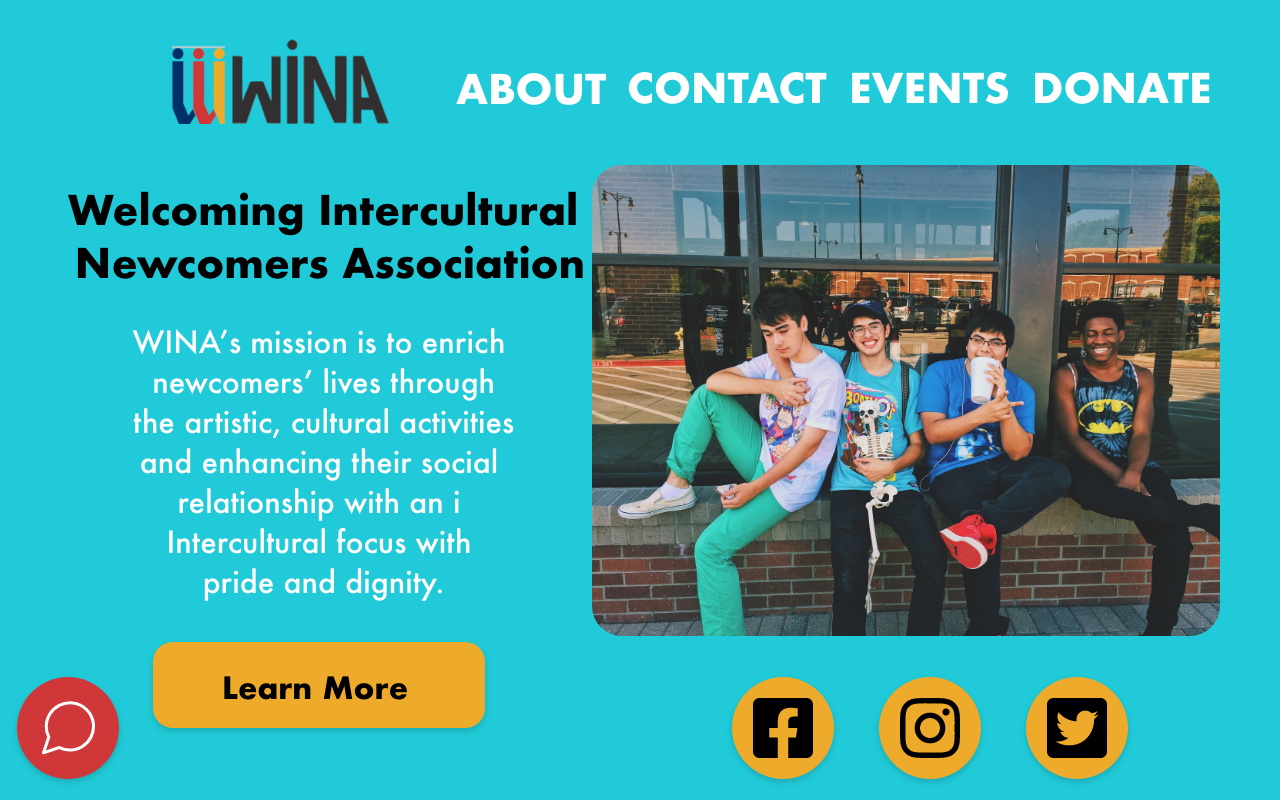 WINA
ABOUT CONTACT EVENTS DONATE
Welcoming Intercultural
Newcomers Association
WINA’s mission is to enrich
newcomers’ lives through
the artistic, cultural activities
and enhancing their social
relationship with an i
Intercultural focus with
pride and dignity.
Learn More